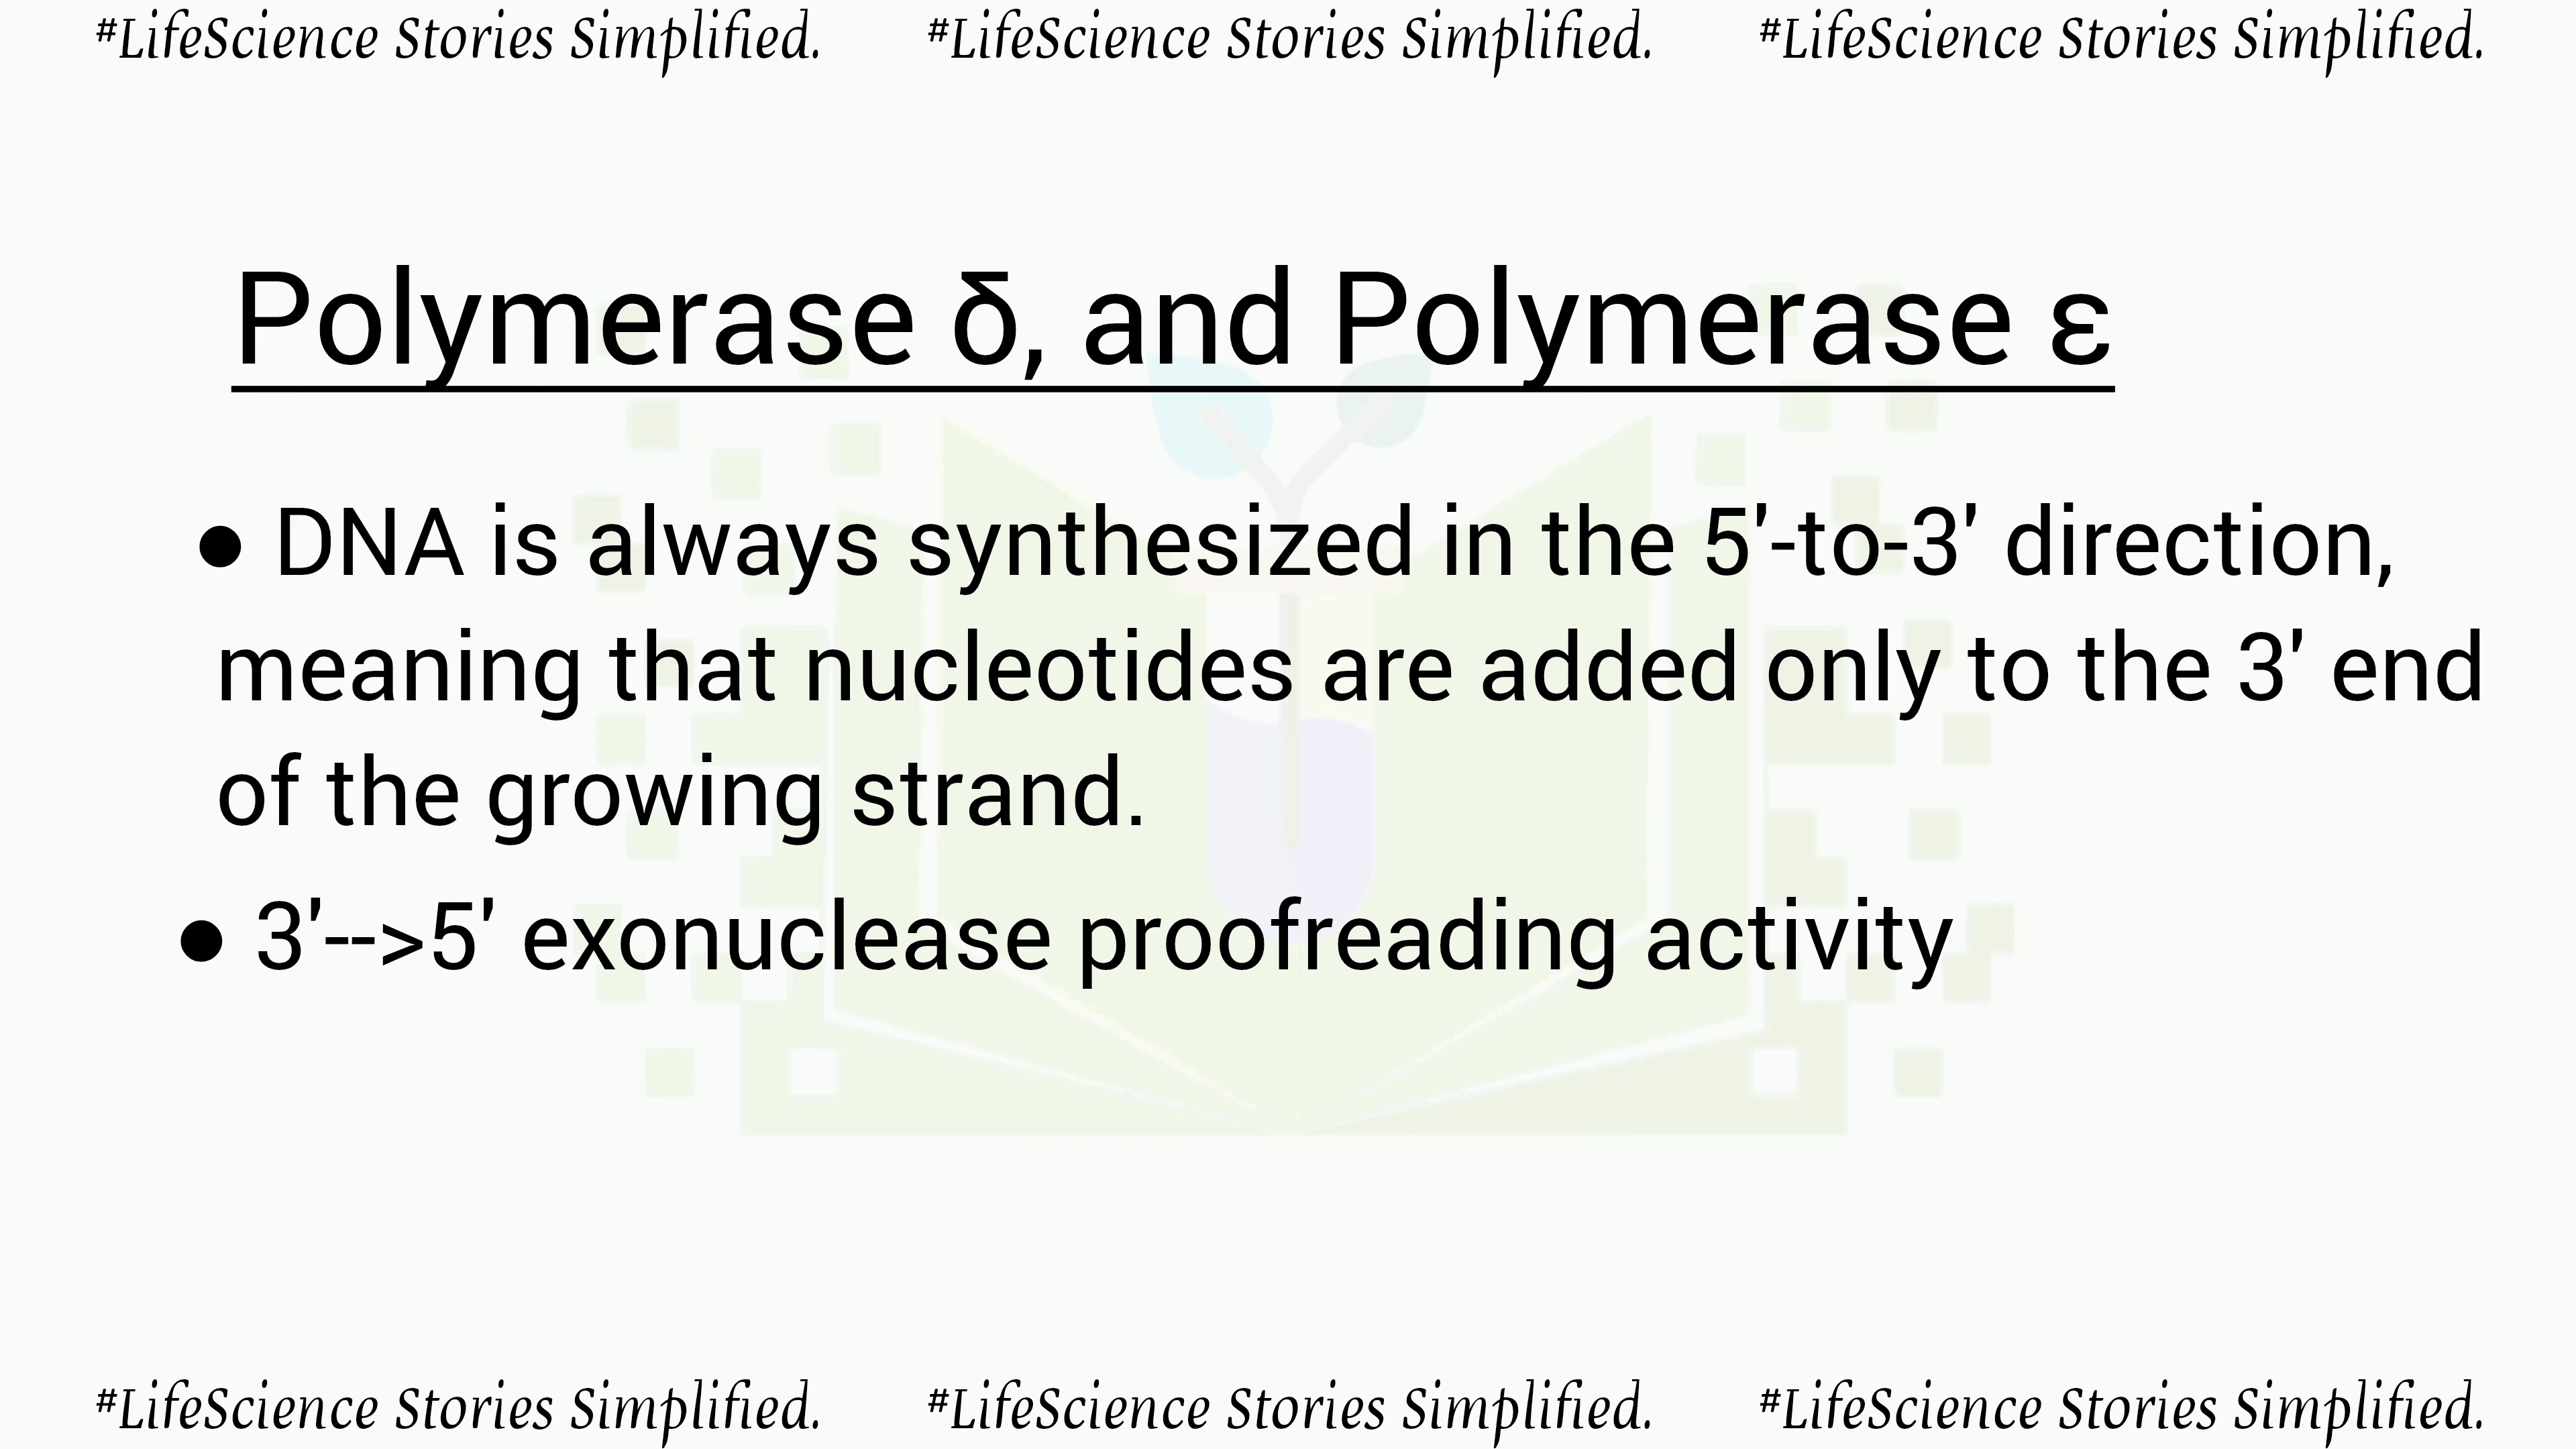 #LifeScience Stories Simplified. #LifeScience Stories Simplified. #LifeScience Stories Simplified.
Polymerase δ, and Polymerase ε
● DNA is always synthesized in the 5'-to-3' direction,
meaning that nucleotides are added only to the 3' end
of the growing strand.
● 3'-->5' exonuclease proofreading activity
#LifeScience Stories Simplified. #LifeScience Stories Simplified. #LifeScience Stories Simplified.